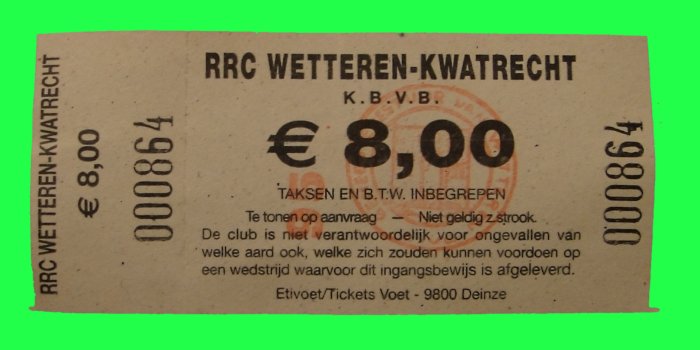 RRC WETTEREN-KWATRECHT
€ 8,00
000864
RRC WETTEREN-KWATRECHT
K.B.V.B.
€ 8,00
TAKSEN EN B.T.W. INBEGREPEN
Te tonen op aanvraag — Niet geldig z.strook.
De club is niet verantwoordelijk voor ongevallen van
welke aard ook, welke zich zouden kunnen voordoen op
een wedstrijd waarvoor dit ingangsbewijs is afgeleverd.
Etivoet/Tickets Voet - 9800 Deinze
000864